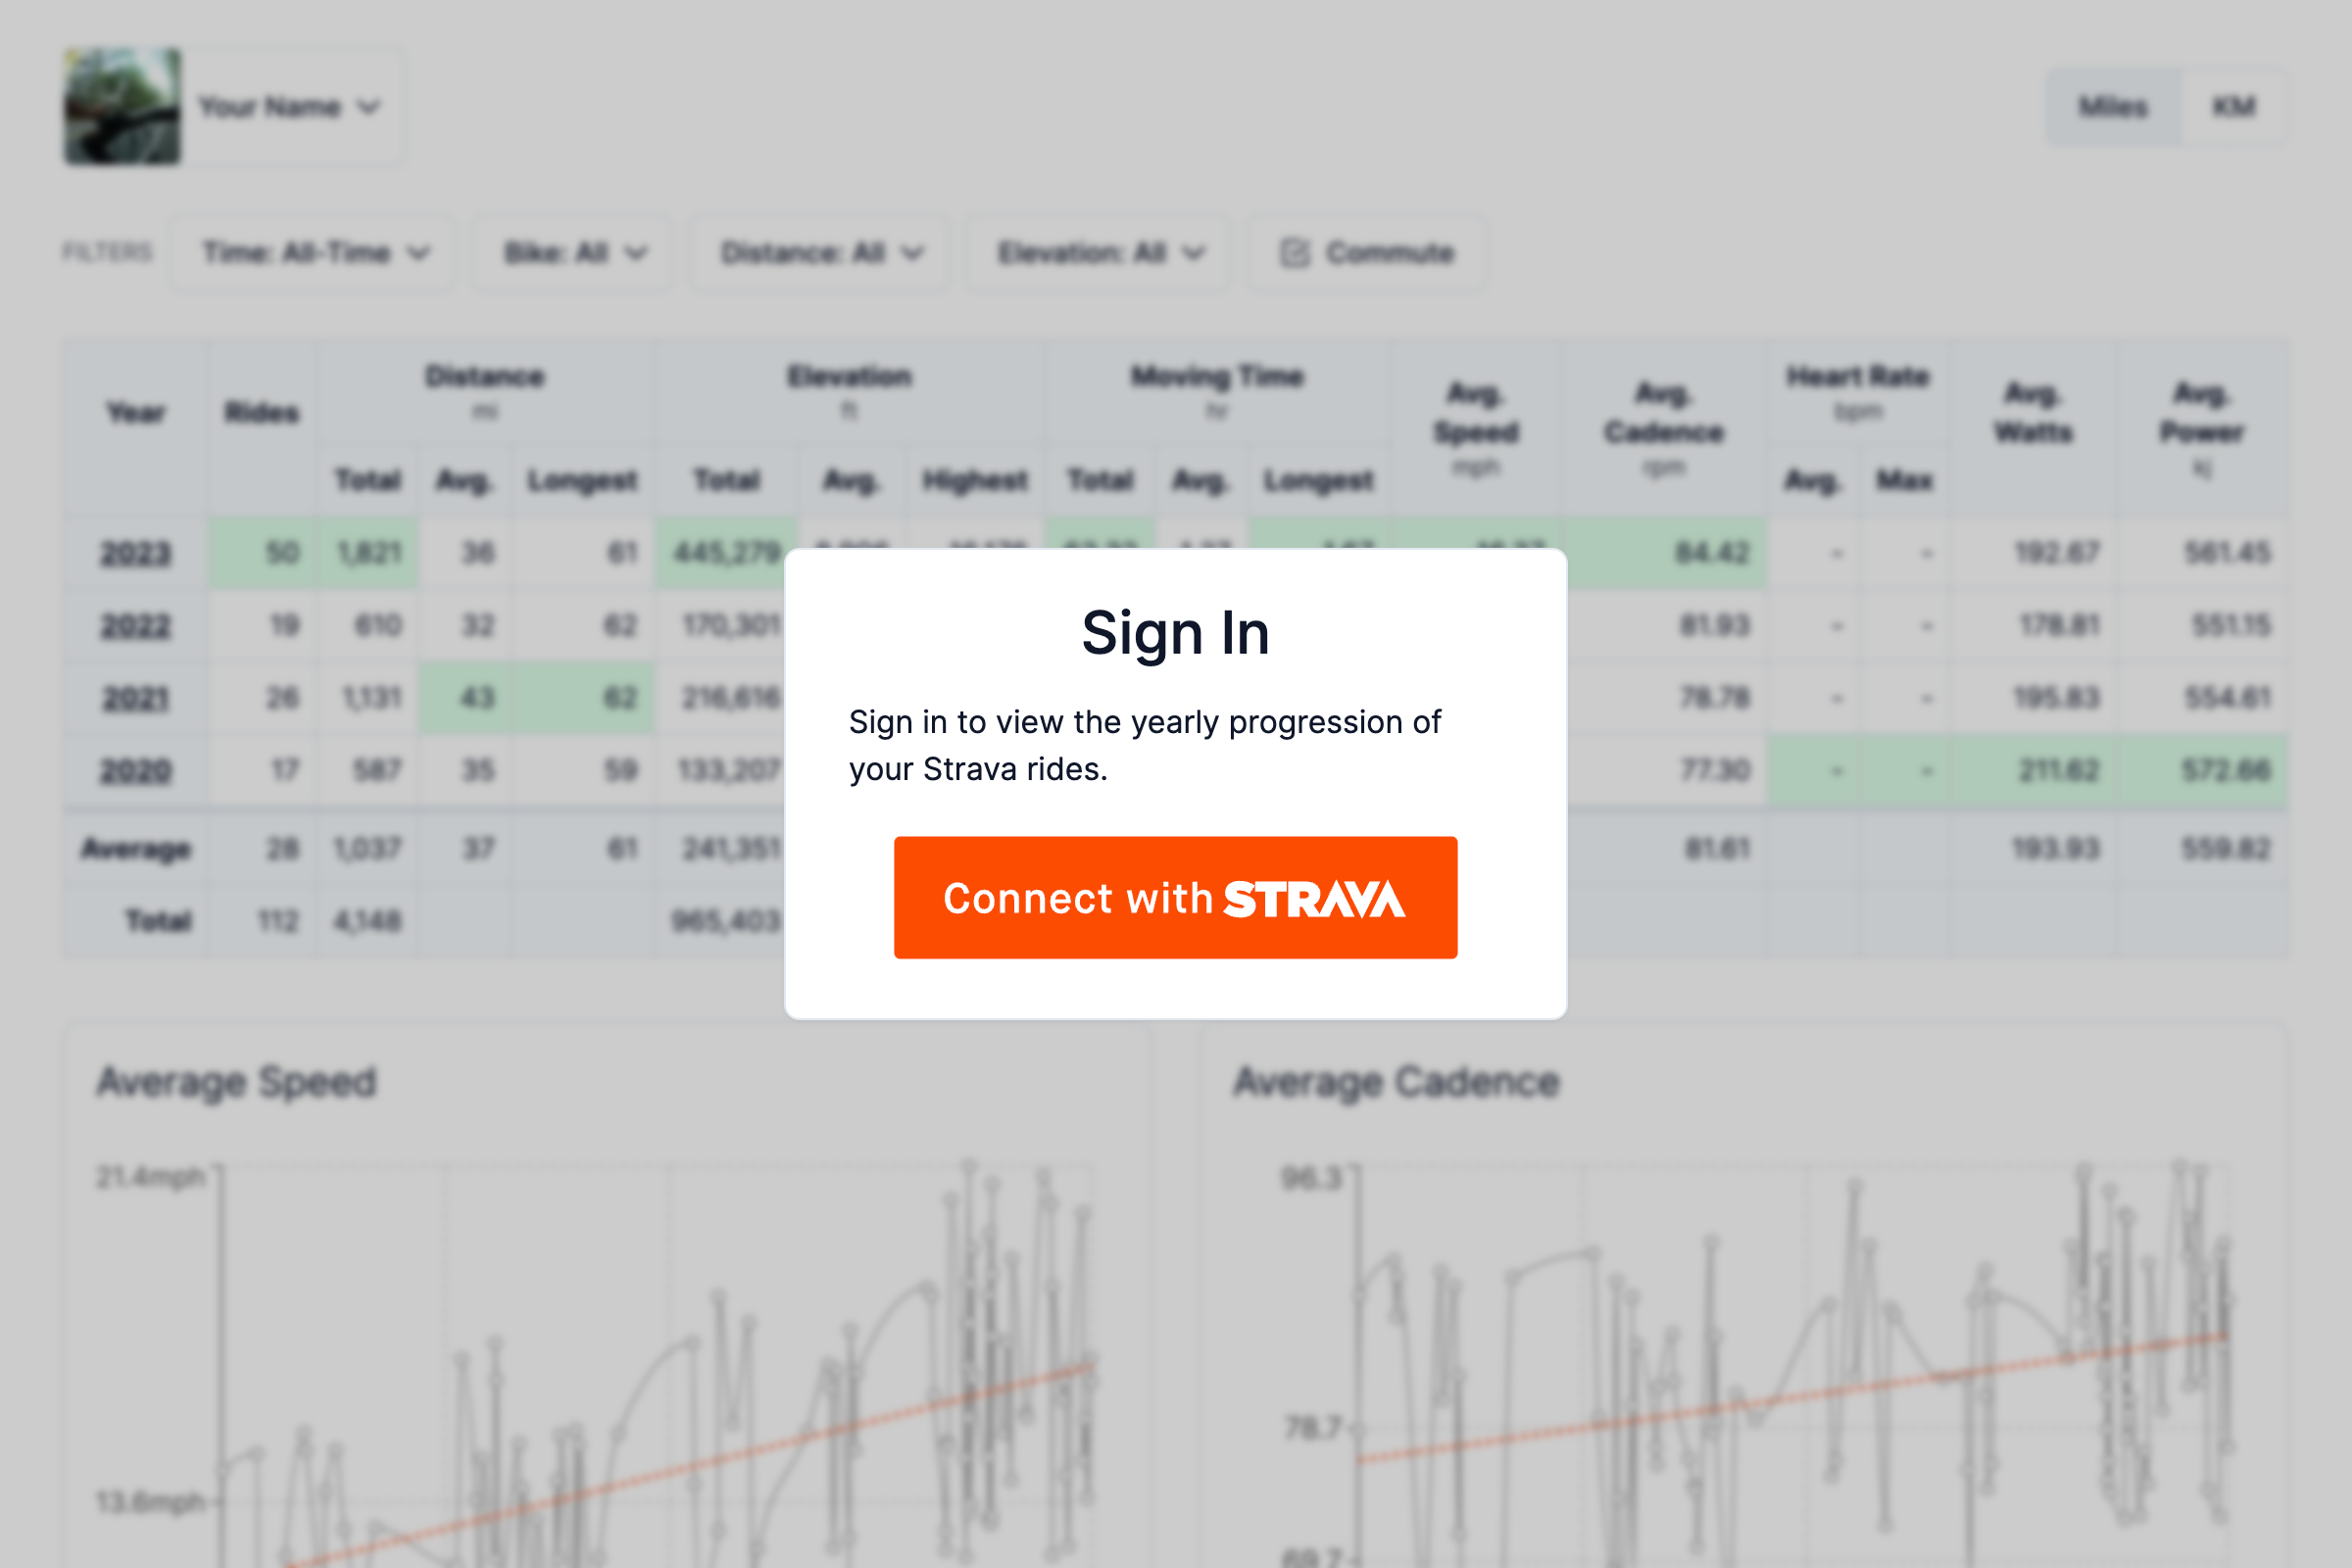 Your Name
Miles KM
FILTERS Time: All-Time Bike: All Distance: All Elevation: All Commute
Distance Elevation Moving Time Heart Rate
Year Rides mi ft hr Avg. Speed mph Avg. Cadence rpm bpm Avg. Watts Avg. Power kj
Total Avg. Longest Total Avg. Highest Total Avg. Longest Avg. Max
2023 50 1,821 36 61 445,279 84.42 - - 192.67 561.45
2022 19 610 32 62 170,301 81.93 - - 178.81 551.15
2021 26 1,131 43 62 216,616 78.78 - - 195.83 554.61
2020 17 587 35 59 133,207 77.30 - - 211.62 572.66
Average 28 1,037 37 61 241,351 81.61 193.93 559.82
Total 112 4,148 965,403
Sign In
Sign in to view the yearly progression of
your Strava rides.
Connect with STRAVA
Average Speed
21.4mph
13.6mph
Average Cadence
96.3
78.7
69.7